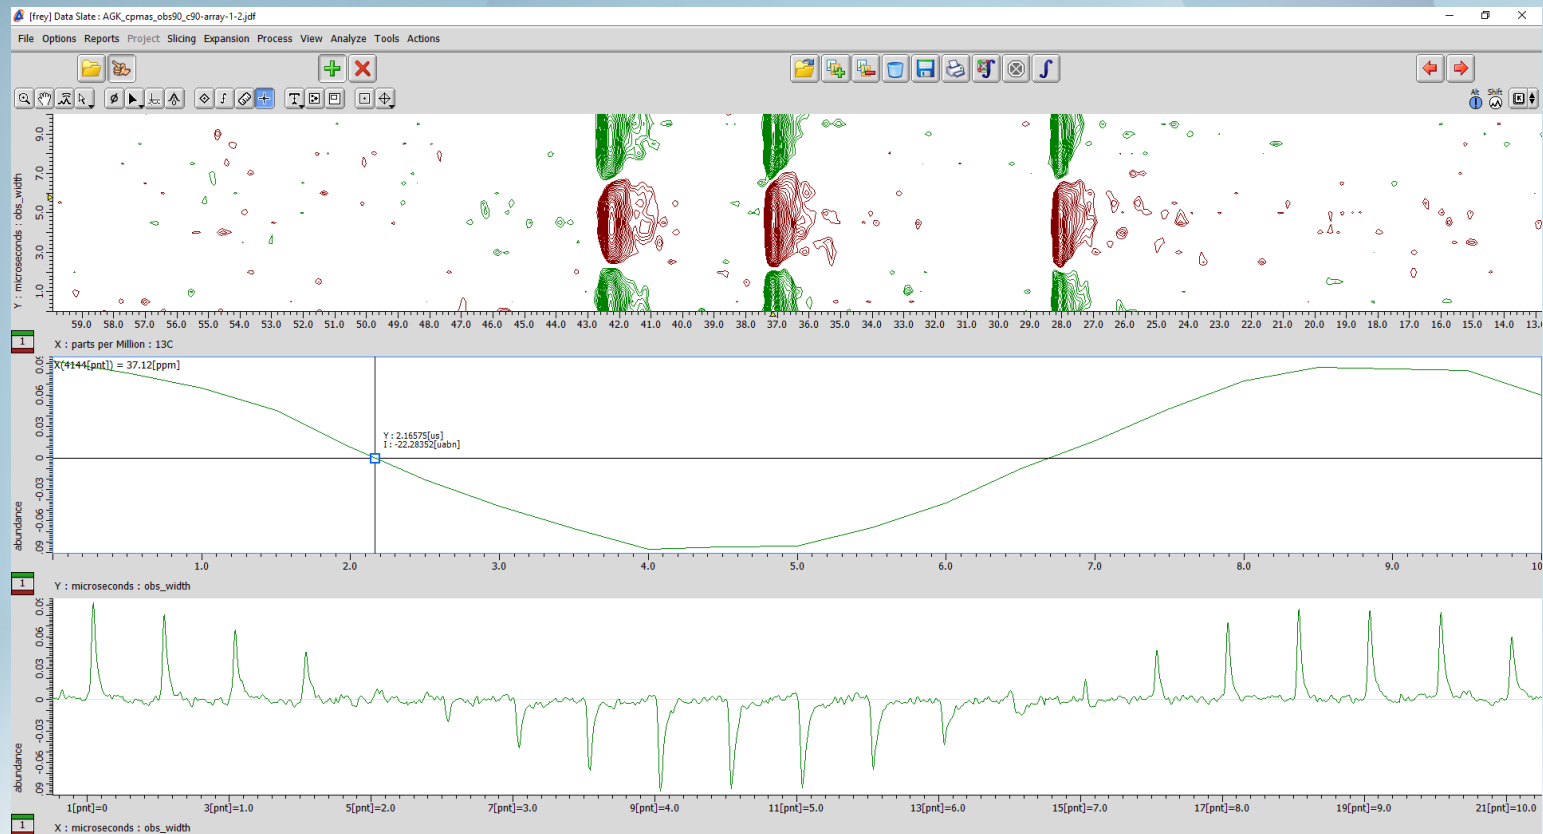 [frey] Data Slate : AGK_cpmas_obs90_c90-array-1-2.jdf
File Options Reports Project Slicing Expansion Process View Analyze Tools Actions
Alt Shift
Y : microseconds : obs_width
1.0 3.0 5.0 7.0 9.0
59.0 58.0 57.0 56.0 55.0 54.0 53.0 52.0 51.0 50.0 49.0 48.0 47.0 46.0 45.0 44.0 43.0 42.0 41.0 40.0 39.0 38.0 37.0 36.0 35.0 34.0 33.0 32.0 31.0 30.0 29.0 28.0 27.0 26.0 25.0 24.0 23.0 22.0 21.0 20.0 19.0 18.0 17.0 16.0 15.0 14.0 13.0
1
X : parts per Million : 13C
X(4144[pnt]) = 37.12[ppm]
Y : 2.16575[us]
I : -22.28352[uabn]
abundance
-0.06 -0.03 0 0.03 0.06
1.0 2.0 3.0 4.0 5.0 6.0 7.0 8.0 9.0 10
1
Y : microseconds : obs_width
abundance
-0.06 -0.03 0 0.03 0.06
1[pnt]=0 3[pnt]=1.0 5[pnt]=2.0 7[pnt]=3.0 9[pnt]=4.0 11[pnt]=5.0 13[pnt]=6.0 15[pnt]=7.0 17[pnt]=8.0 19[pnt]=9.0 21[pnt]=10.0
1
X : microseconds : obs_width